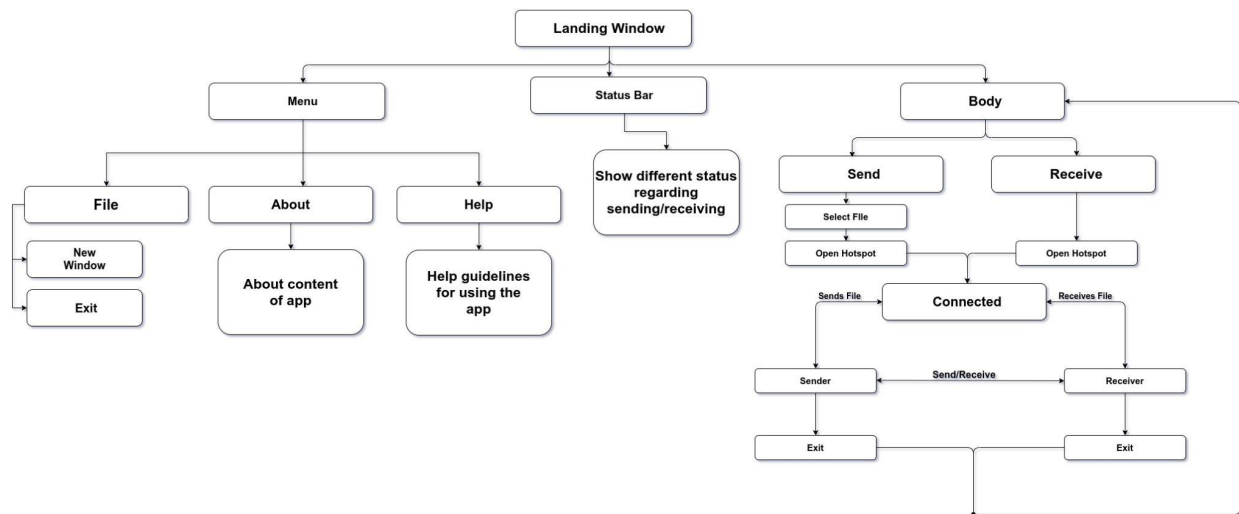 Landing Window
Menu
Status Bar
Body
File
About
Help
Show different status
regarding
sending/receiving
Send
Receive
New
Window
Exit
About content
of app
Help guidelines
for using the
app
Select FIle
Open Hotspot
Open Hotspot
Sends File
Connected
Receives File
Sender
Send/Receive
Receiver
Exit
Exit